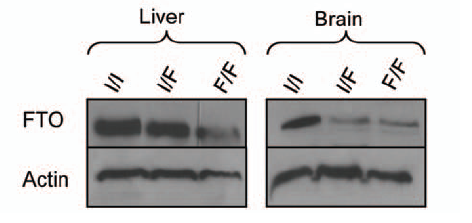 Liver Brain
I/I I/F F/F I/I I/F F/F
FTO
Actin